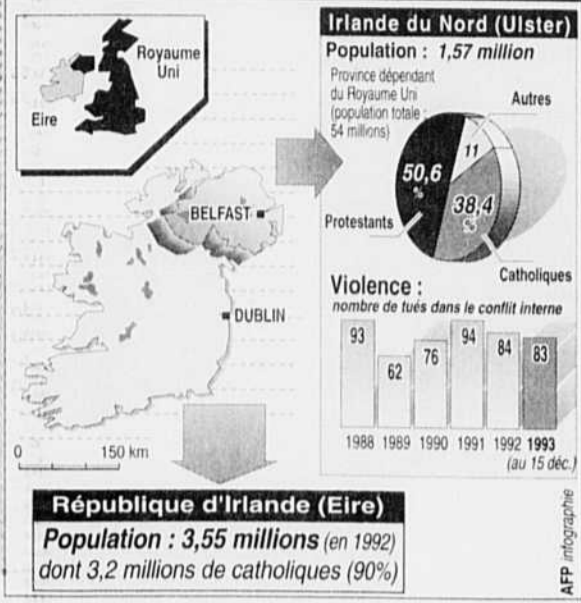 Royaume
Uni
Eire
BELFAST
DUBLIN
0 150 km
Irlande du Nord (Ulster)
Population : 1,57 million
Province dépendant
du Royaume Uni
(population totale :
54 millions)
Autres
11
50,6
%
38,4
%
Protestants
Catholiques
Violence :
nombre de tués dans le conflit interne
93 62 76 94 84 83
1988 1989 1990 1991 1992 1993
(au 15 déc.)
République d'Irlande (Eire)
Population : 3,55 millions (en 1992)
dont 3,2 millions de catholiques (90%)
AFP infographie